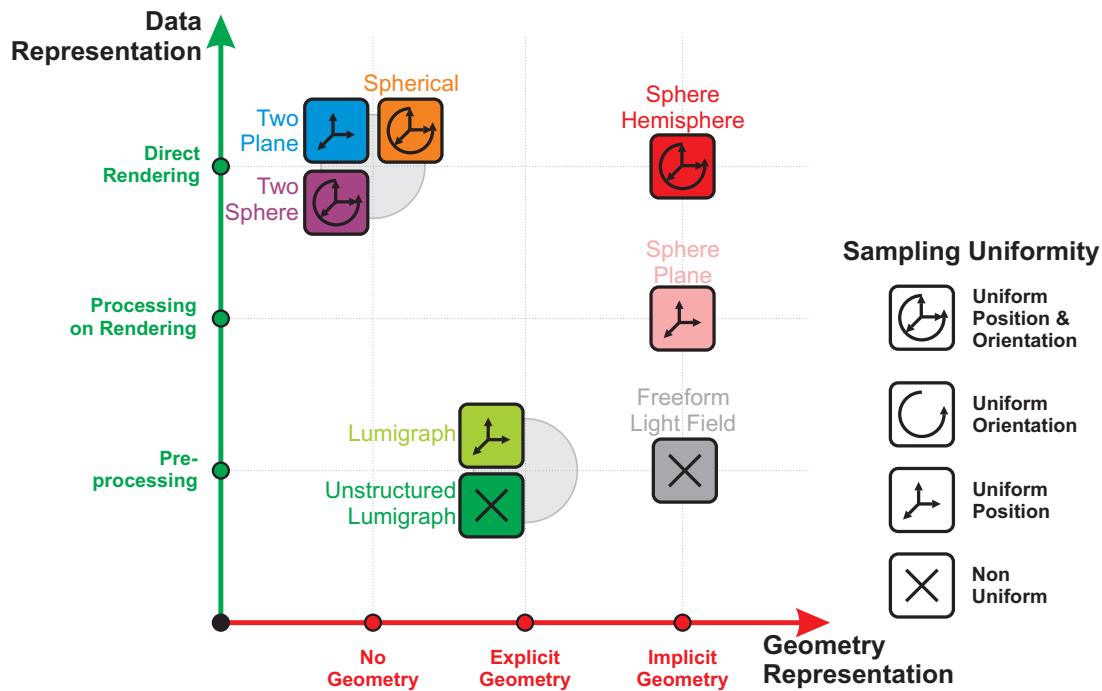 Data
Representation
Spherical
Two
Plane
Sphere
Hemisphere
Direct
Rendering
Two
Sphere
Sphere
Plane
Sampling Uniformity
Uniform
Position &
Orientation
Processing
on Rendering
Freeform
Light Field
Uniform
Orientation
Lumigraph
Pre-
processing
Unstructured
Lumigraph
Uniform
Position
Non
Uniform
No
Geometry
Explicit
Geometry
Implicit
Geometry
Geometry
Representation